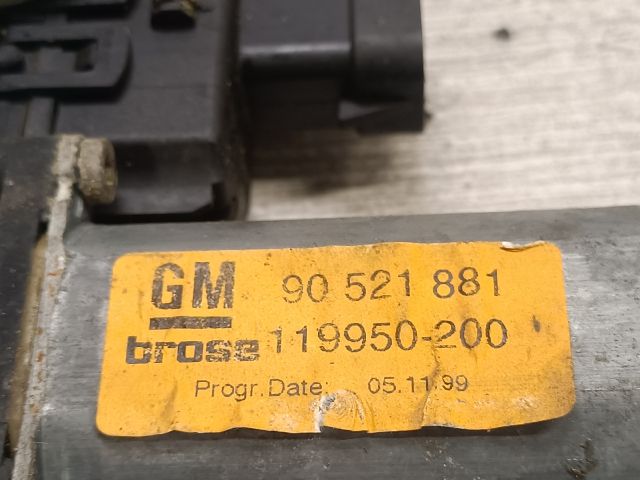 GM 90 521 881
brose 119950-200
Progr.Date: 05.11.99